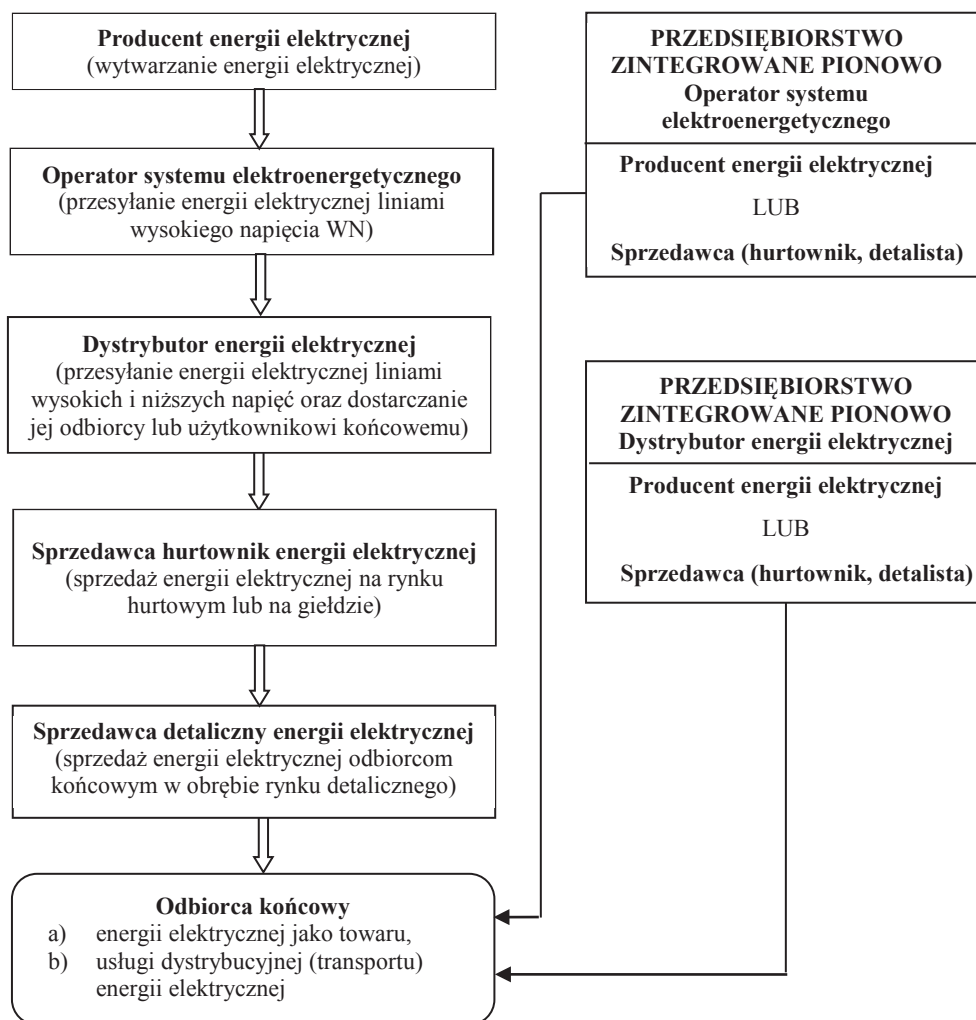 Producent energii elektrycznej
(wytwarzanie energii elektrycznej)
Operator systemu elektroenergetycznego
(przesyłanie energii elektrycznej liniami
wysokiego napięcia WN)
Dystrybutor energii elektrycznej
(przesyłanie energii elektrycznej liniami
wysokich i niższych napięć oraz dostarczanie
jej odbiorcy lub użytkownikowi końcowemu)
Sprzedawca hurtownik energii elektrycznej
(sprzedaż energii elektrycznej na rynku
hurtowym lub na giełdzie)
Sprzedawca detaliczny energii elektrycznej
(sprzedaż energii elektrycznej odbiorcom
końcowym w obrębie rynku detalicznego)
Odbiorca końcowy
a) energii elektrycznej jako towaru,
b) usługi dystrybucyjnej (transportu)
energii elektrycznej
PRZEDSIĘBIORSTWO
ZINTEGROWANE PIONOWO
Operator systemu
elektroenergetycznego
Producent energii elektrycznej
LUB
Sprzedawca (hurtownik, detalista)
PRZEDSIĘBIORSTWO
ZINTEGROWANE PIONOWO
Dystrybutor energii elektrycznej
Producent energii elektrycznej
LUB
Sprzedawca (hurtownik, detalista)